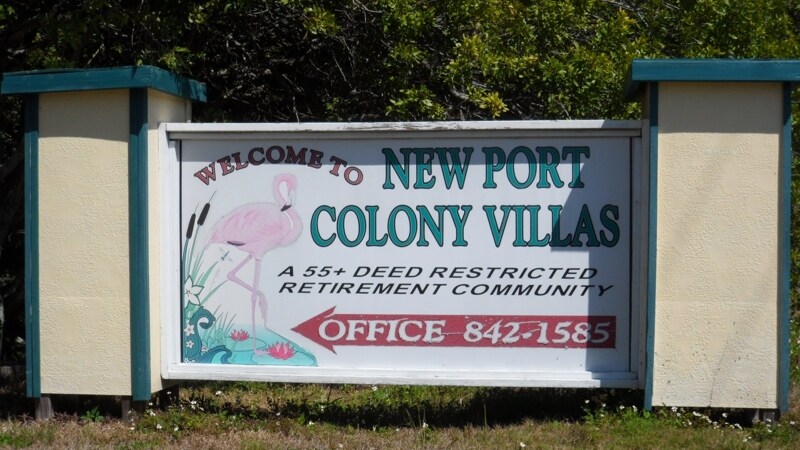 WELCOME TO
NEW PORT
COLONY VILLAS
A 55+ DEED RESTRICTED
RETIREMENT COMMUNITY
OFFICE 842-1585